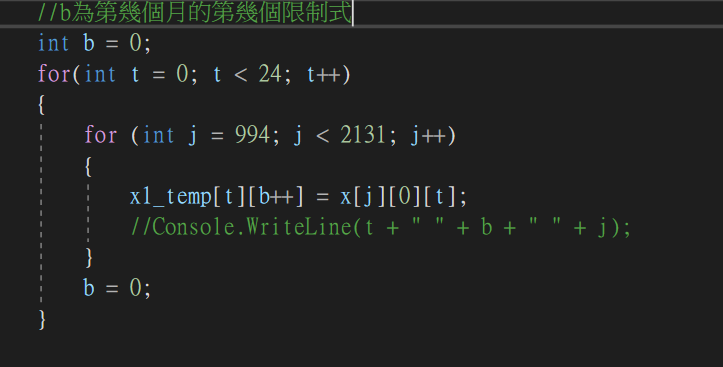 //b為第幾個月的第幾個限制式
int b = 0;
for(int t = 0; t < 24; t++)
{
for (int j = 994; j < 2131; j++)
{
x1_temp[t][b++] = x[j][0][t];
//Console.WriteLine(t + " " + b + " " + j);
}
b = 0;
}